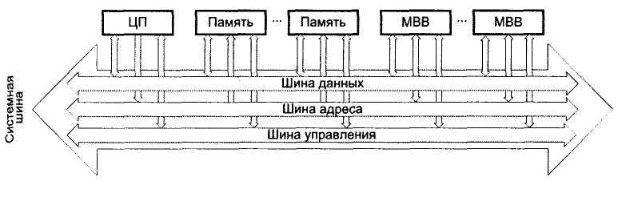 ЦП Память ... Память МВВ ... МВВ
Шина данных
Шина адреса
Шина управления
Системная
шина